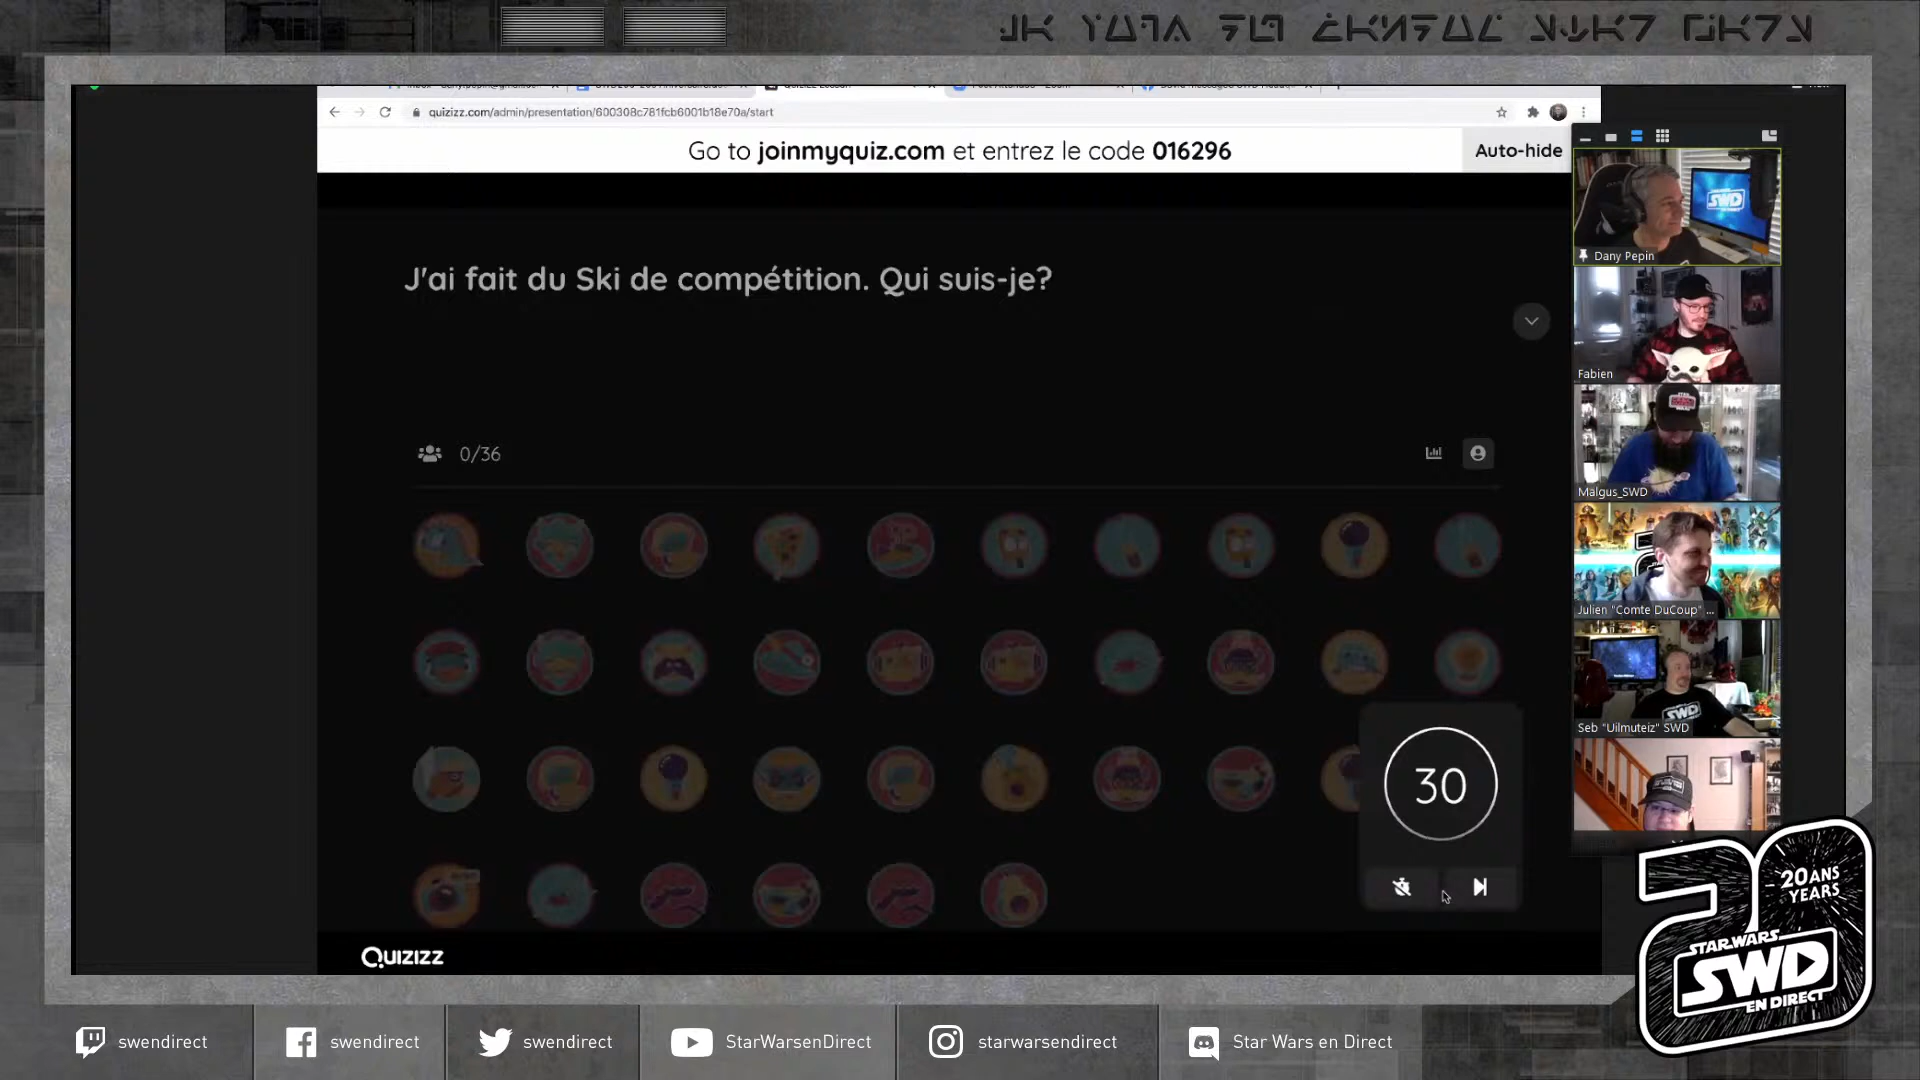 quizizz.com/admin/presentation/600308c781fcb6001b18e70a/start
Go to joinmyquiz.com et entrez le code 016296
Auto-hide
J'ai fait du Ski de compétition. Qui suis-je?
0/36
30
Quizizz
SWD
Dany Pepin
Fabien
Malgus_SWD
Julien "Comte DuCoup" ...
SWD
Seb "Uilmuteiz" SWD
20 ANS
YEARS
STAR WARS
SWD
EN DIRECT
swendirect
swendirect
swendirect
StarWarsenDirect
starwarsendirect
Star Wars en Direct